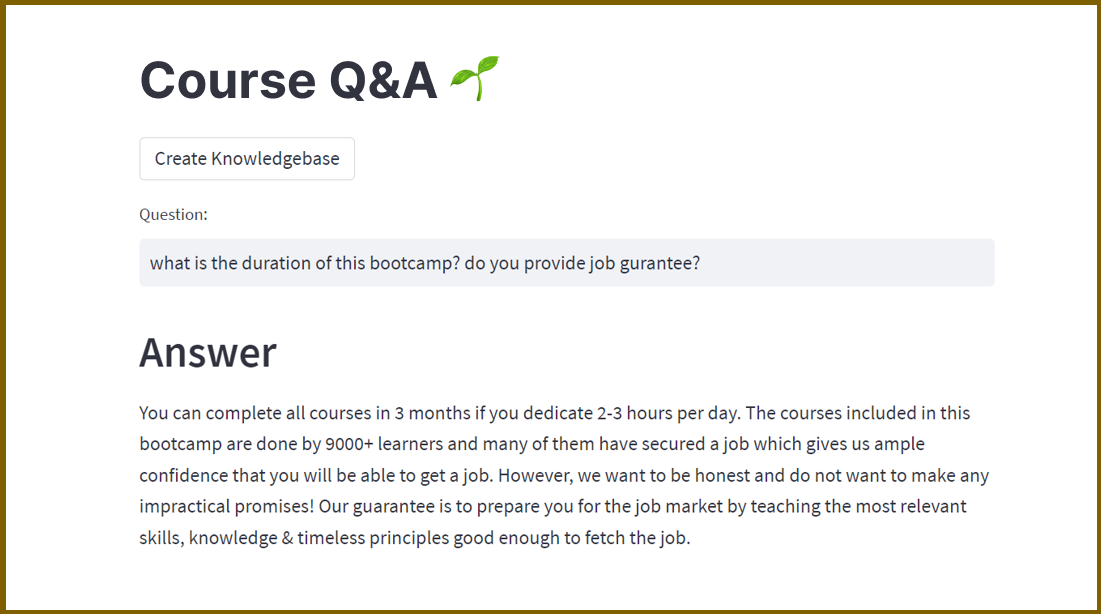 Course Q&A 🌱
Create Knowledgebase
Question:
what is the duration of this bootcamp? do you provide job gurantee?
Answer
You can complete all courses in 3 months if you dedicate 2-3 hours per day. The courses included in this
bootcamp are done by 9000+ learners and many of them have secured a job which gives us ample
confidence that you will be able to get a job. However, we want to be honest and do not want to make any
impractical promises! Our guarantee is to prepare you for the job market by teaching the most relevant
skills, knowledge & timeless principles good enough to fetch the job.